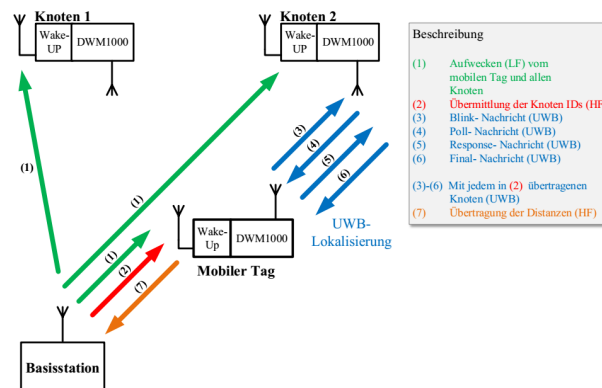 Knoten 1
Wake-
UP
DWM1000
Knoten 2
Wake-
UP
DWM1000
Beschreibung
(1) Aufwecken (LF) vom
mobilen Tag und allen
Knoten
(2) Übermittlung der Knoten IDs (HF
(3) Blink- Nachricht (UWB)
(4) Poll- Nachricht (UWB)
(5) Response- Nachricht (UWB)
(6) Final- Nachricht (UWB)
(3)-(6) Mit jedem in (2) übertragenen
Knoten (UWB)
(7) Übertragung der Distanzen (HF)
(1)
(1)
(3)
(4)
(5)
(6)
(1)
(2)
(7)
Wake-
Up
DWM1000
Mobiler Tag
UWB-
Lokalisierung
Basisstation